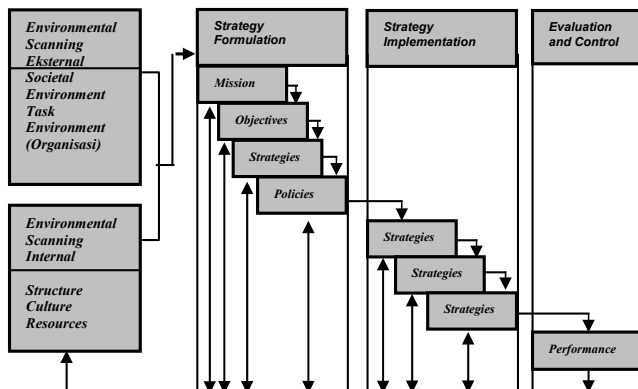 Environmental
Scanning
Eksternal
Societal
Environment
Task
Environment
(Organisasi)
Environmental
Scanning
Internal
Structure
Culture
Resources
Strategy
Formulation
Mission
Objectives
Strategies
Policies
Strategy
Implementation
Strategies
Strategies
Strategies
Evaluation
and Control
Performance